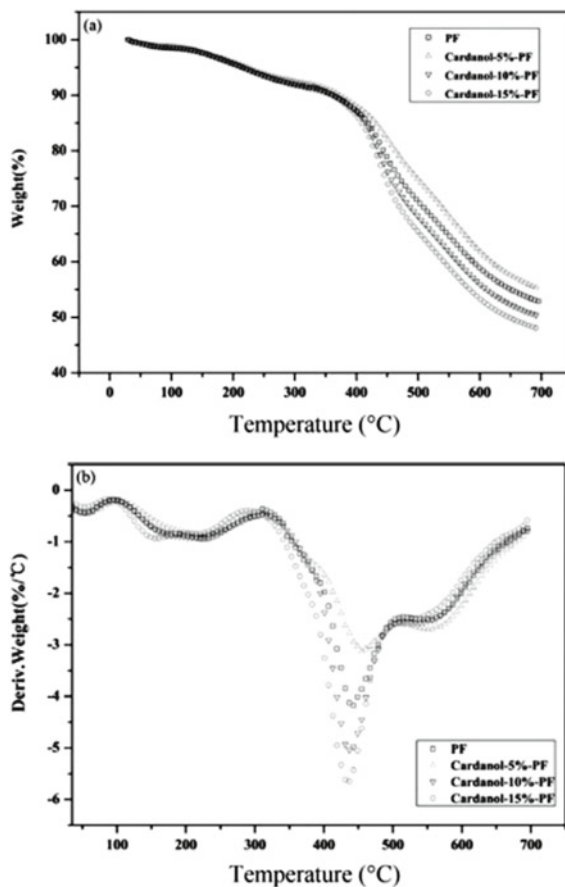 (a)
PF
Cardanol-5%-PF
Cardanol-10%-PF
Cardanol-15%-PF
Weight(%)
100
90
80
70
60
50
40
0 100 200 300 400 500 600 700
Temperature (°C)
(b)
Deriv.Weight(%/℃)
0
-1
-2
-3
-4
-5
-6
PF
Cardanol-5%-PF
Cardanol-10%-PF
Cardanol-15%-PF
100 200 300 400 500 600 700
Temperature (°C)